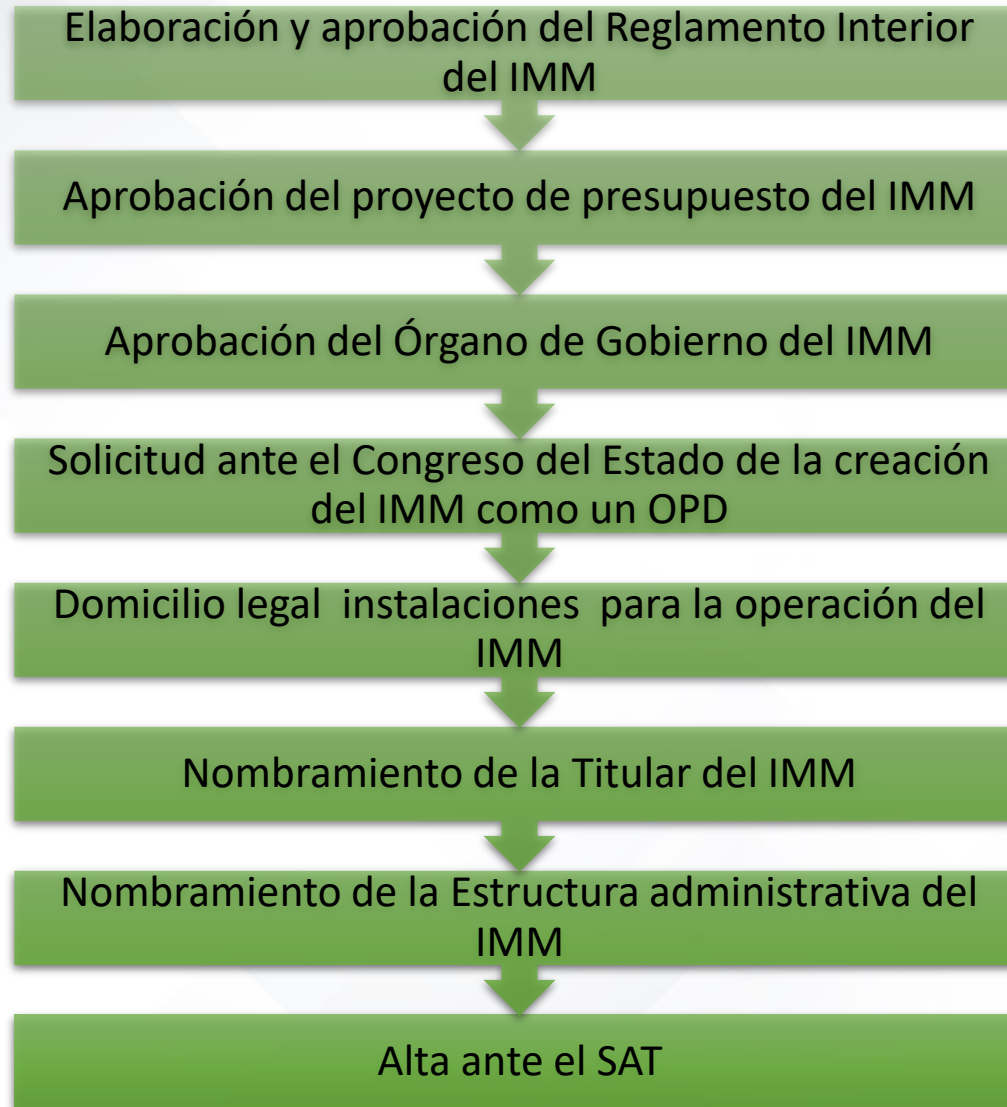 Elaboración y aprobación del Reglamento Interior
del IMM
Aprobación del proyecto de presupuesto del IMM
Aprobación del Órgano de Gobierno del IMM
Solicitud ante el Congreso del Estado de la creación
del IMM como un OPD
Domicilio legal  instalaciones  para la operación del
IMM
Nombramiento de la Titular del IMM
Nombramiento de la Estructura administrativa del
IMM
Alta ante el SAT